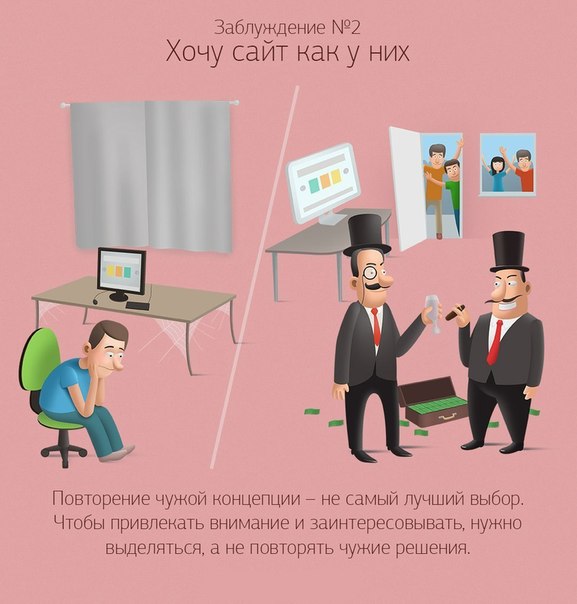 Заблуждение №2
Хочу сайт как у них
Повторение чужой концепции – не самый лучший выбор.
Чтобы привлекать внимание и заинтересовывать, нужно
выделяться, а не повторять чужие решения.